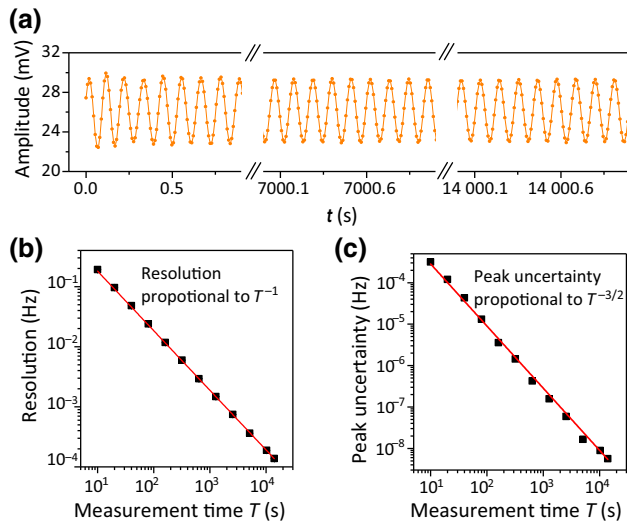 (a)
Amplitude (mV)
32
28
24
20
0.0 0.5 7000.1 7000.6 14 000.1 14 000.6
t (s)
(b)
Resolution (Hz)
10⁻¹
10⁻²
10⁻³
10⁻⁴
Resolution
propotional to T⁻¹
10¹ 10² 10³ 10⁴
Measurement time T (s)
(c)
Peak uncertainty (Hz)
10⁻⁴
10⁻⁵
10⁻⁶
10⁻⁷
10⁻⁸
Peak uncertainty
propotional to T⁻³/²
10¹ 10² 10³ 10⁴
Measurement time T (s)